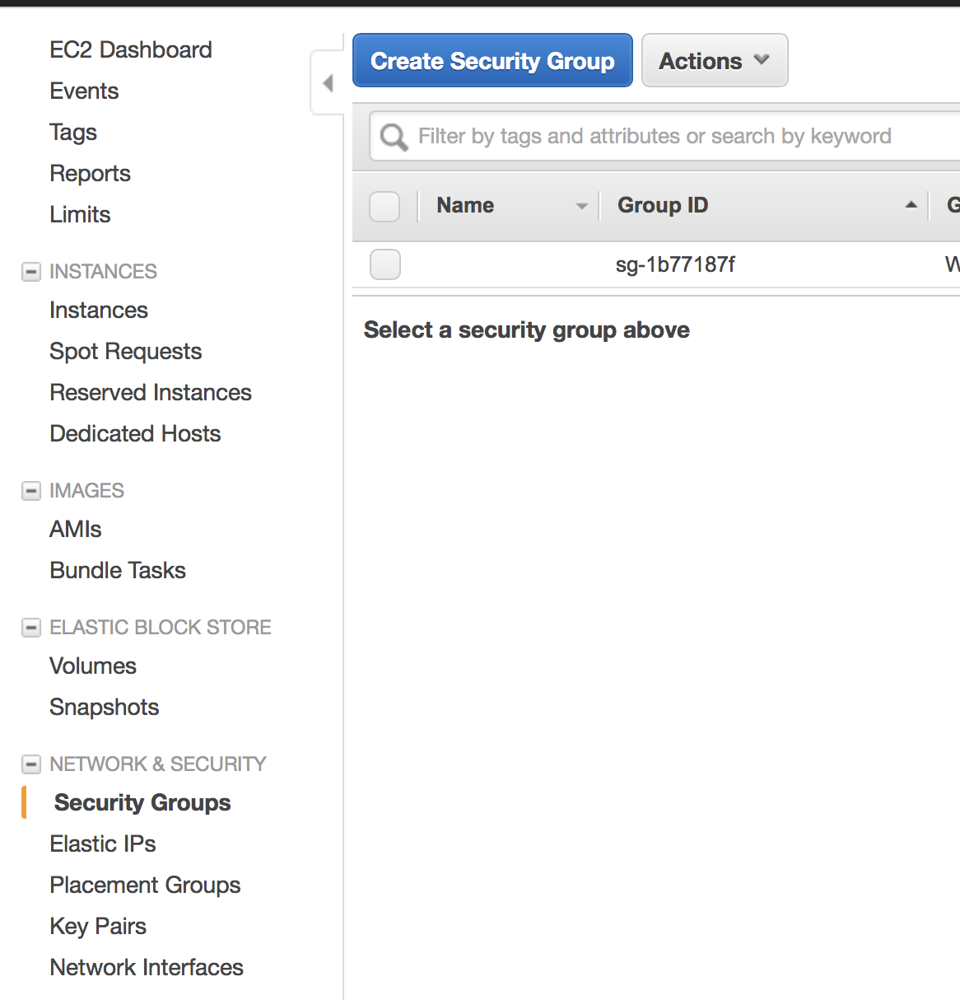 EC2 Dashboard
Events
Tags
Reports
Limits
INSTANCES
Instances
Spot Requests
Reserved Instances
Dedicated Hosts
IMAGES
AMIs
Bundle Tasks
ELASTIC BLOCK STORE
Volumes
Snapshots
NETWORK & SECURITY
Security Groups
Elastic IPs
Placement Groups
Key Pairs
Network Interfaces
Create Security Group Actions
Filter by tags and attributes or search by keyword
Name Group ID
sg-1b77187f
Select a security group above